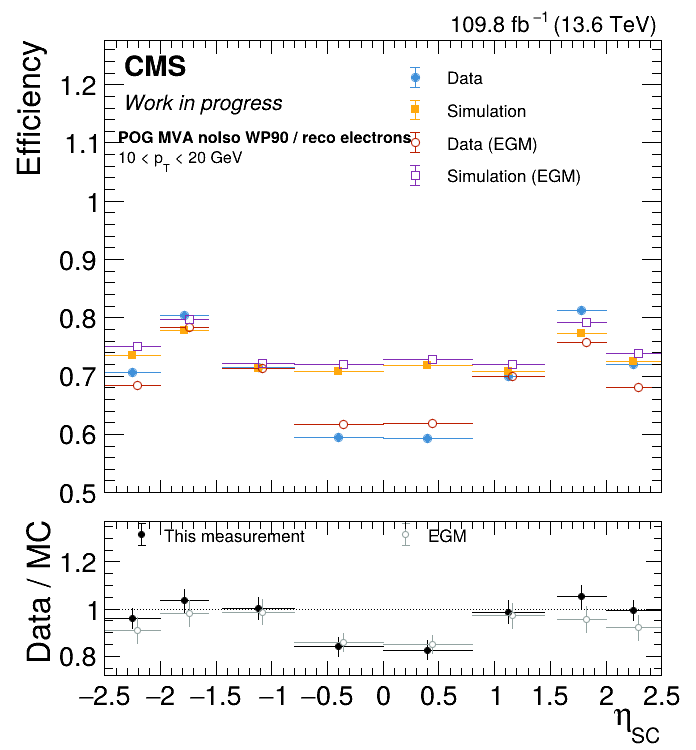 109.8 fb⁻¹ (13.6 TeV)
Efficiency
CMS
Work in progress
POG MVA noIso WP90 / reco electrons
10 < p_T < 20 GeV
Data
Simulation
Data (EGM)
Simulation (EGM)
1.2
1.1
1
0.9
0.8
0.7
0.6
0.5
Data / MC
This measurement
EGM
1.2
1
0.8
−2.5 −2 −1.5 −1 −0.5 0 0.5 1 1.5 2 2.5
η_SC